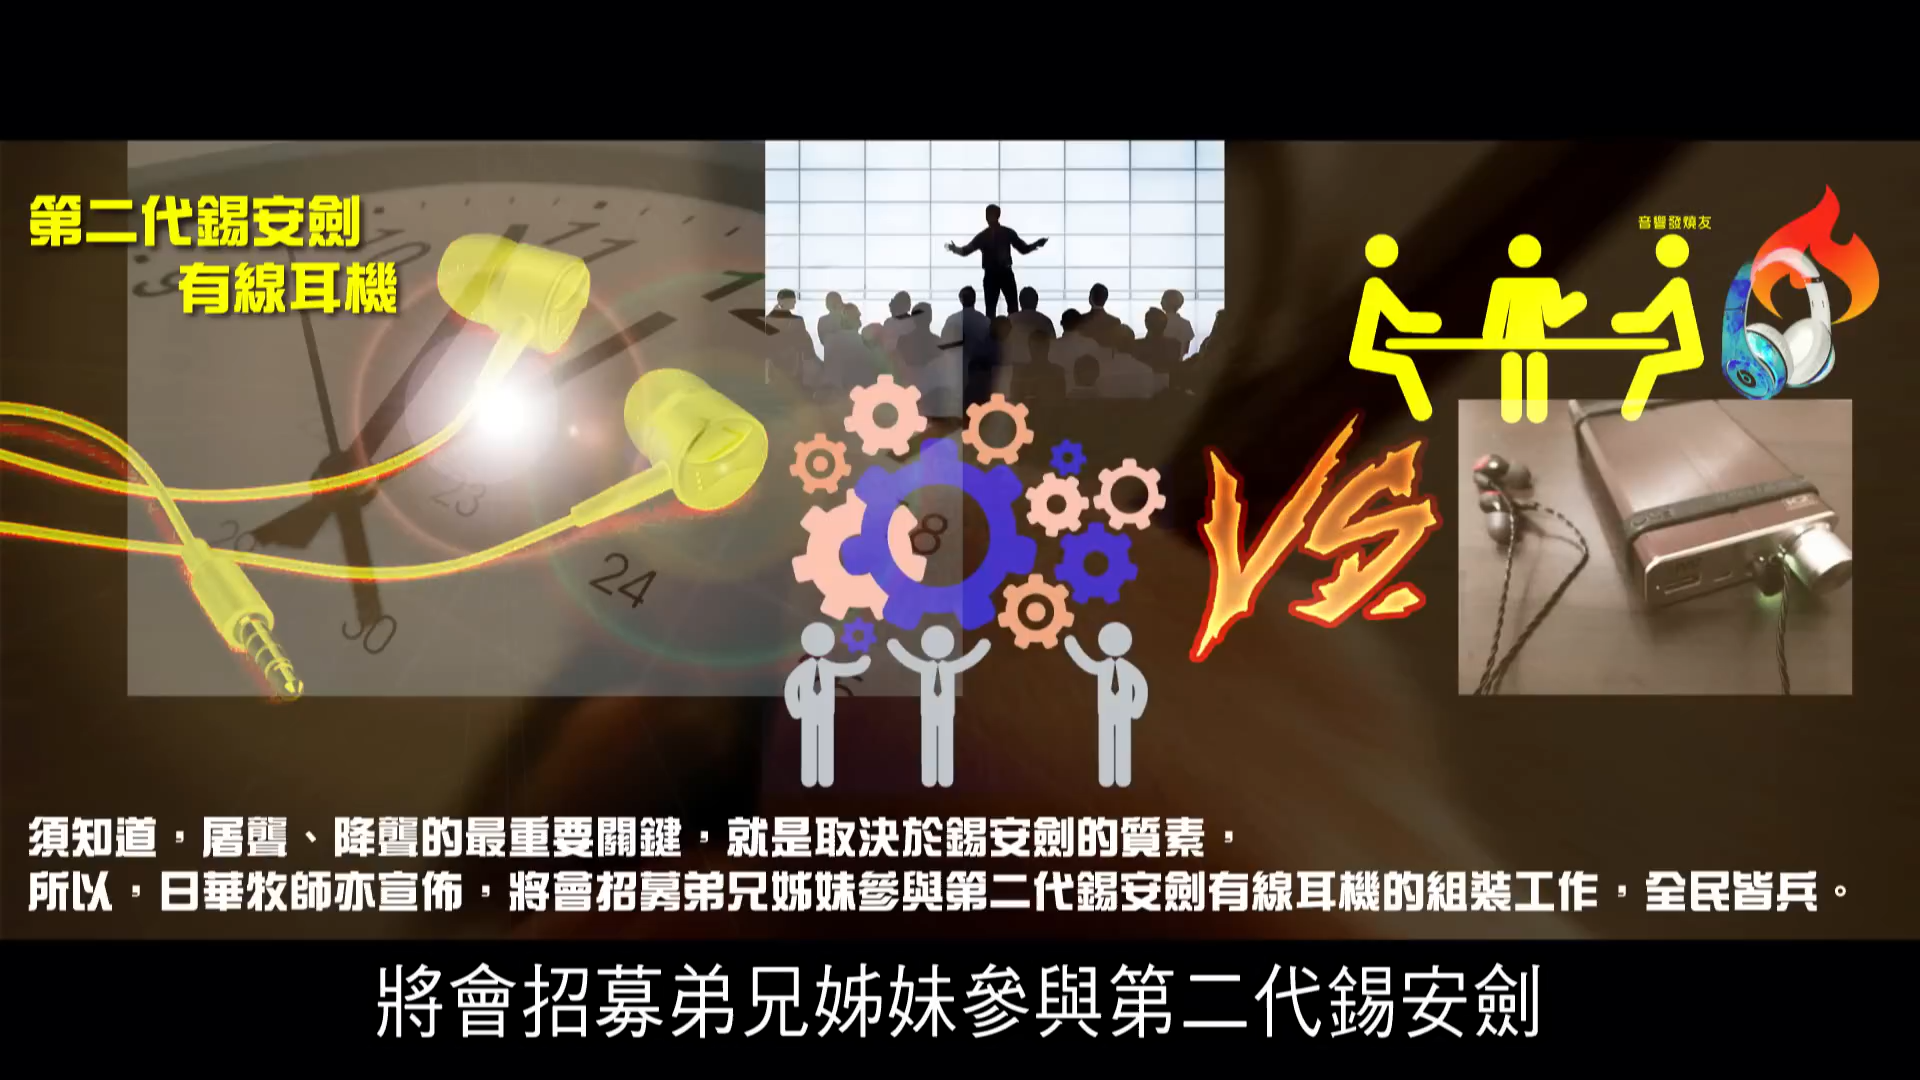 第二代錫安劍
有線耳機
音響發燒友
VS
須知道，屠聾、降聾的最重要關鍵，就是取決於錫安劍的質素，
所以，日華牧師亦宣佈，將會招募弟兄姊妹參與第二代錫安劍有線耳機的組裝工作，全民皆兵。
將會招募弟兄姊妹參與第二代錫安劍